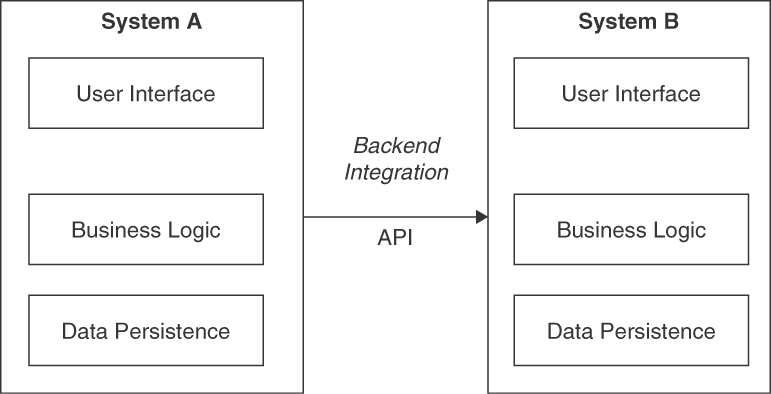 System A
User Interface
Business Logic
Data Persistence
Backend
Integration
API
System B
User Interface
Business Logic
Data Persistence